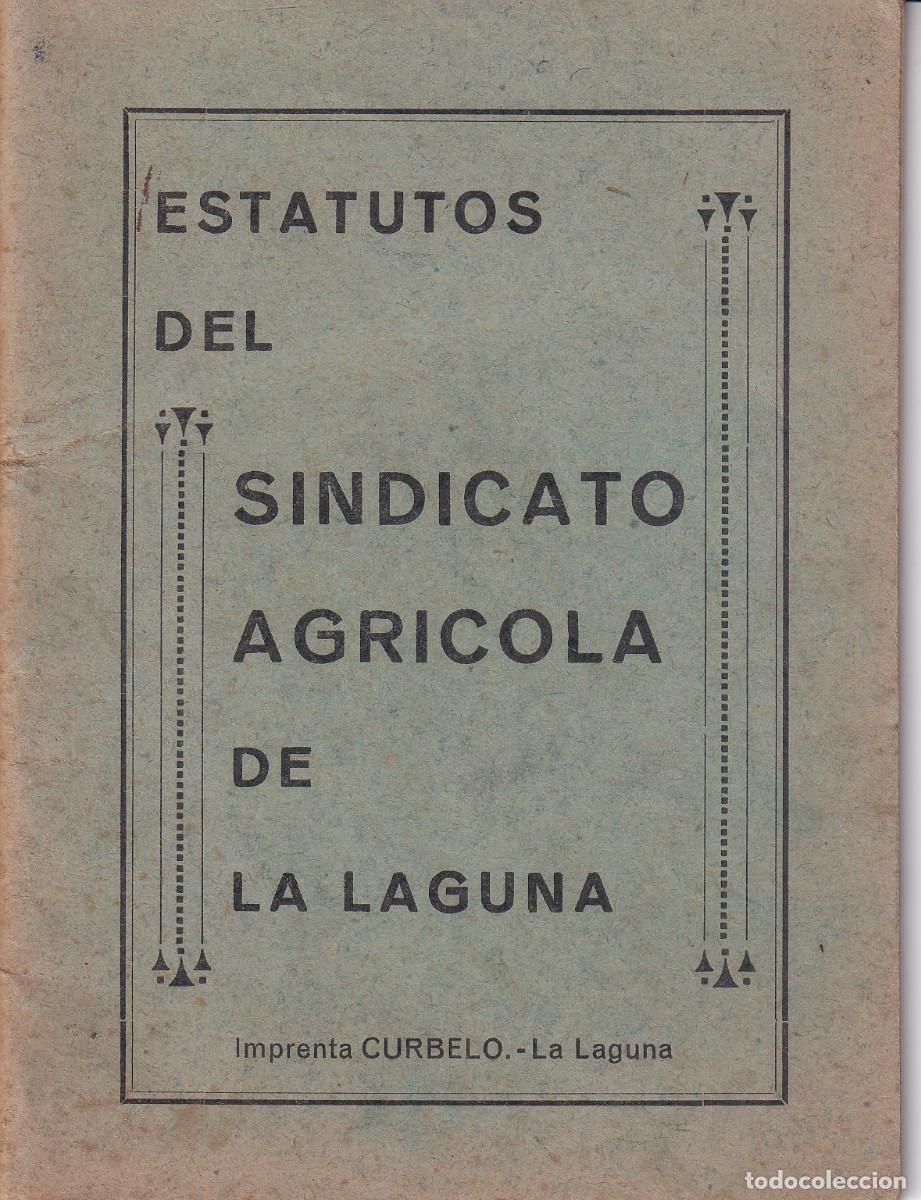 ESTATUTOS
DEL
SINDICATO
AGRICOLA
DE
LA LAGUNA
Imprenta CURBELO.-La Laguna
todocoleccion